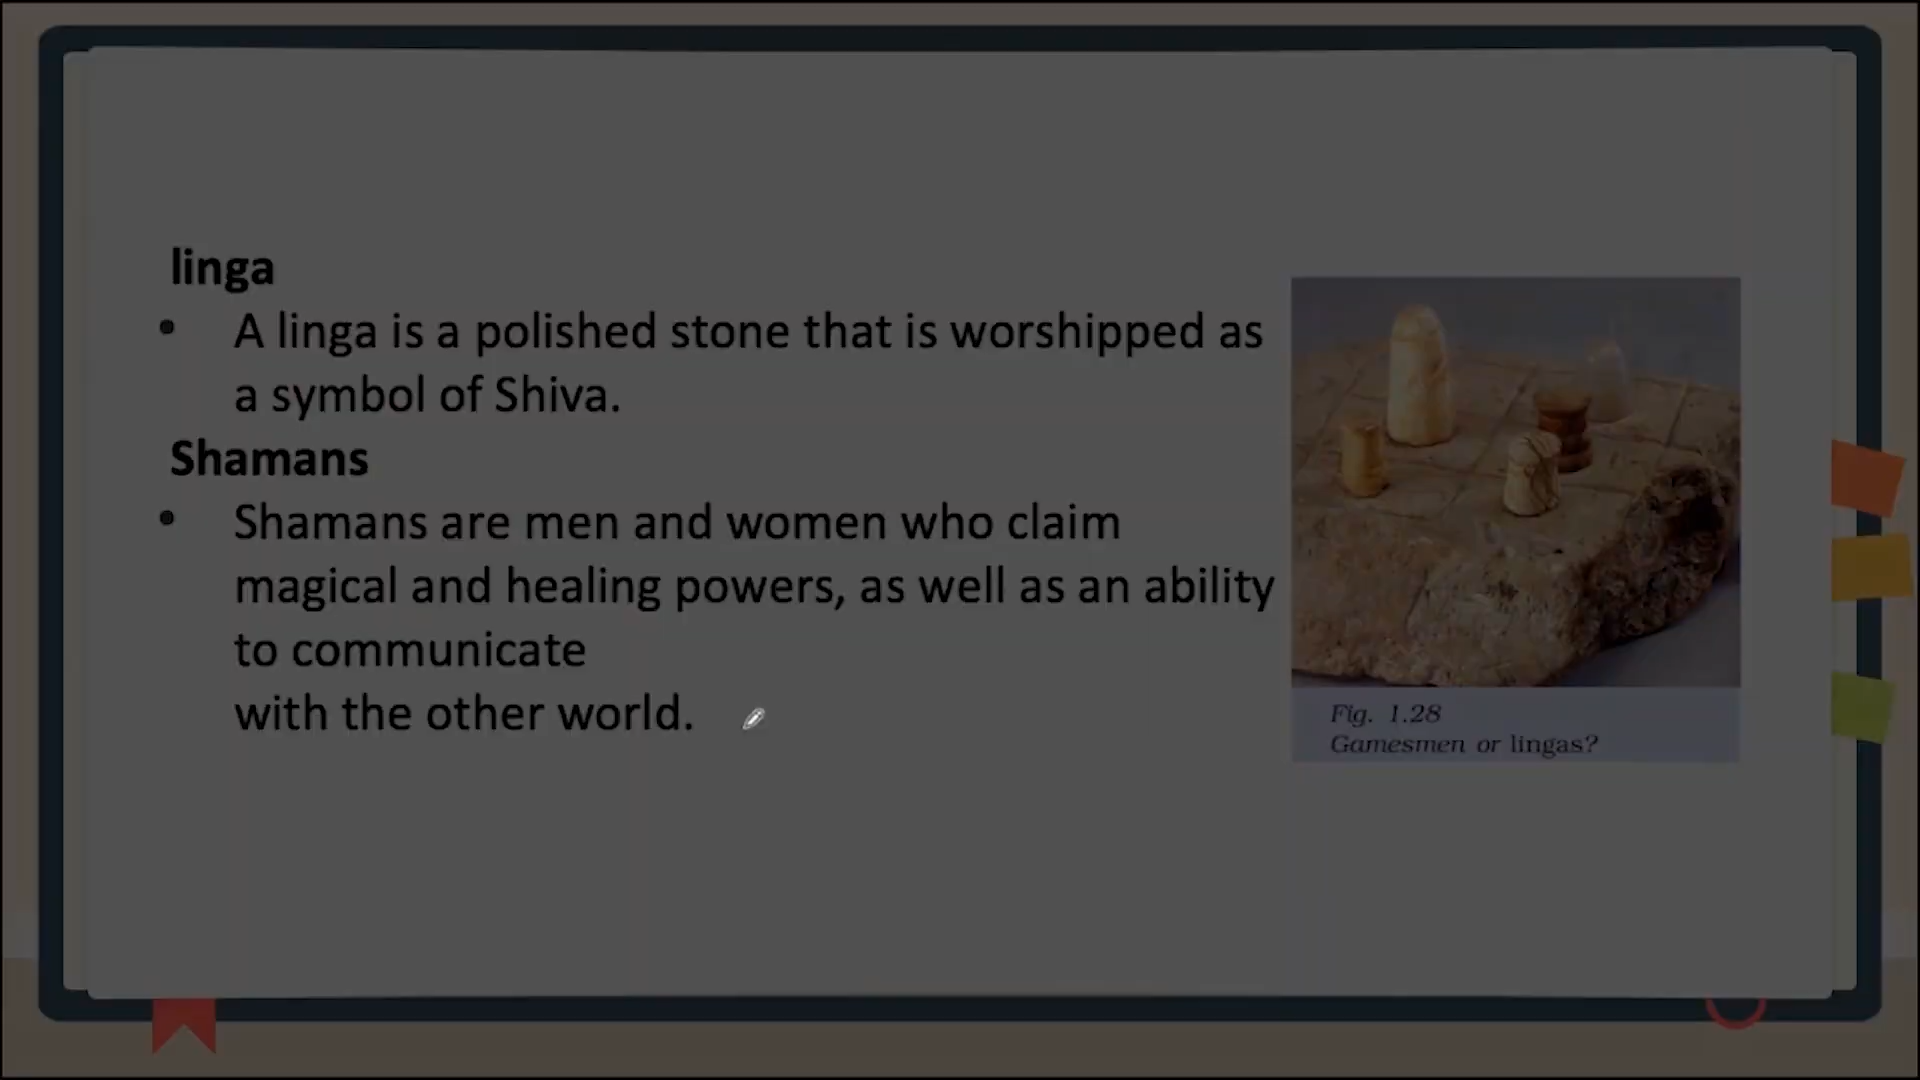 linga
• A linga is a polished stone that is worshipped as
a symbol of Shiva.
Shamans
• Shamans are men and women who claim
magical and healing powers, as well as an ability
to communicate
with the other world.
Fig. 1.28
Gamesmen or lingas?